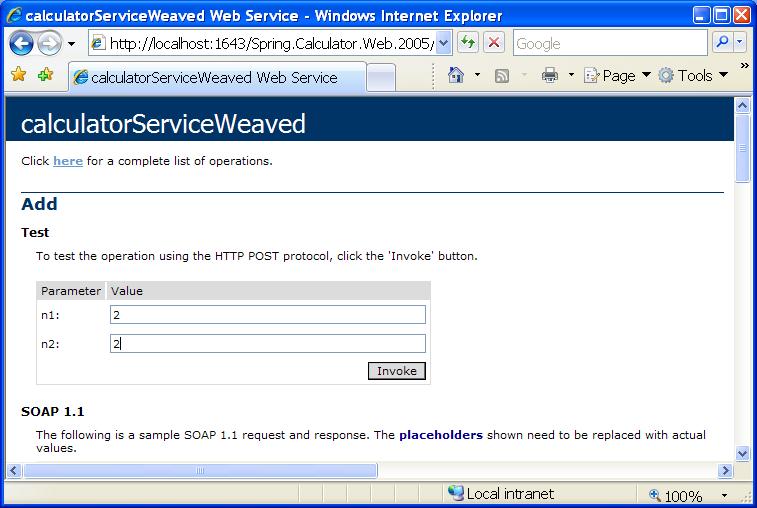 calculatorServiceWeaved Web Service - Windows Internet Explorer
http://localhost:1643/Spring.Calculator.Web.2005/
Google
calculatorServiceWeaved Web Service
Page
Tools
calculatorServiceWeaved
Click here for a complete list of operations.
Add
Test
To test the operation using the HTTP POST protocol, click the 'Invoke' button.
Parameter Value
n1: 2
n2: 2
Invoke
SOAP 1.1
The following is a sample SOAP 1.1 request and response. The placeholders shown need to be replaced with actual
values.
Local intranet
100%